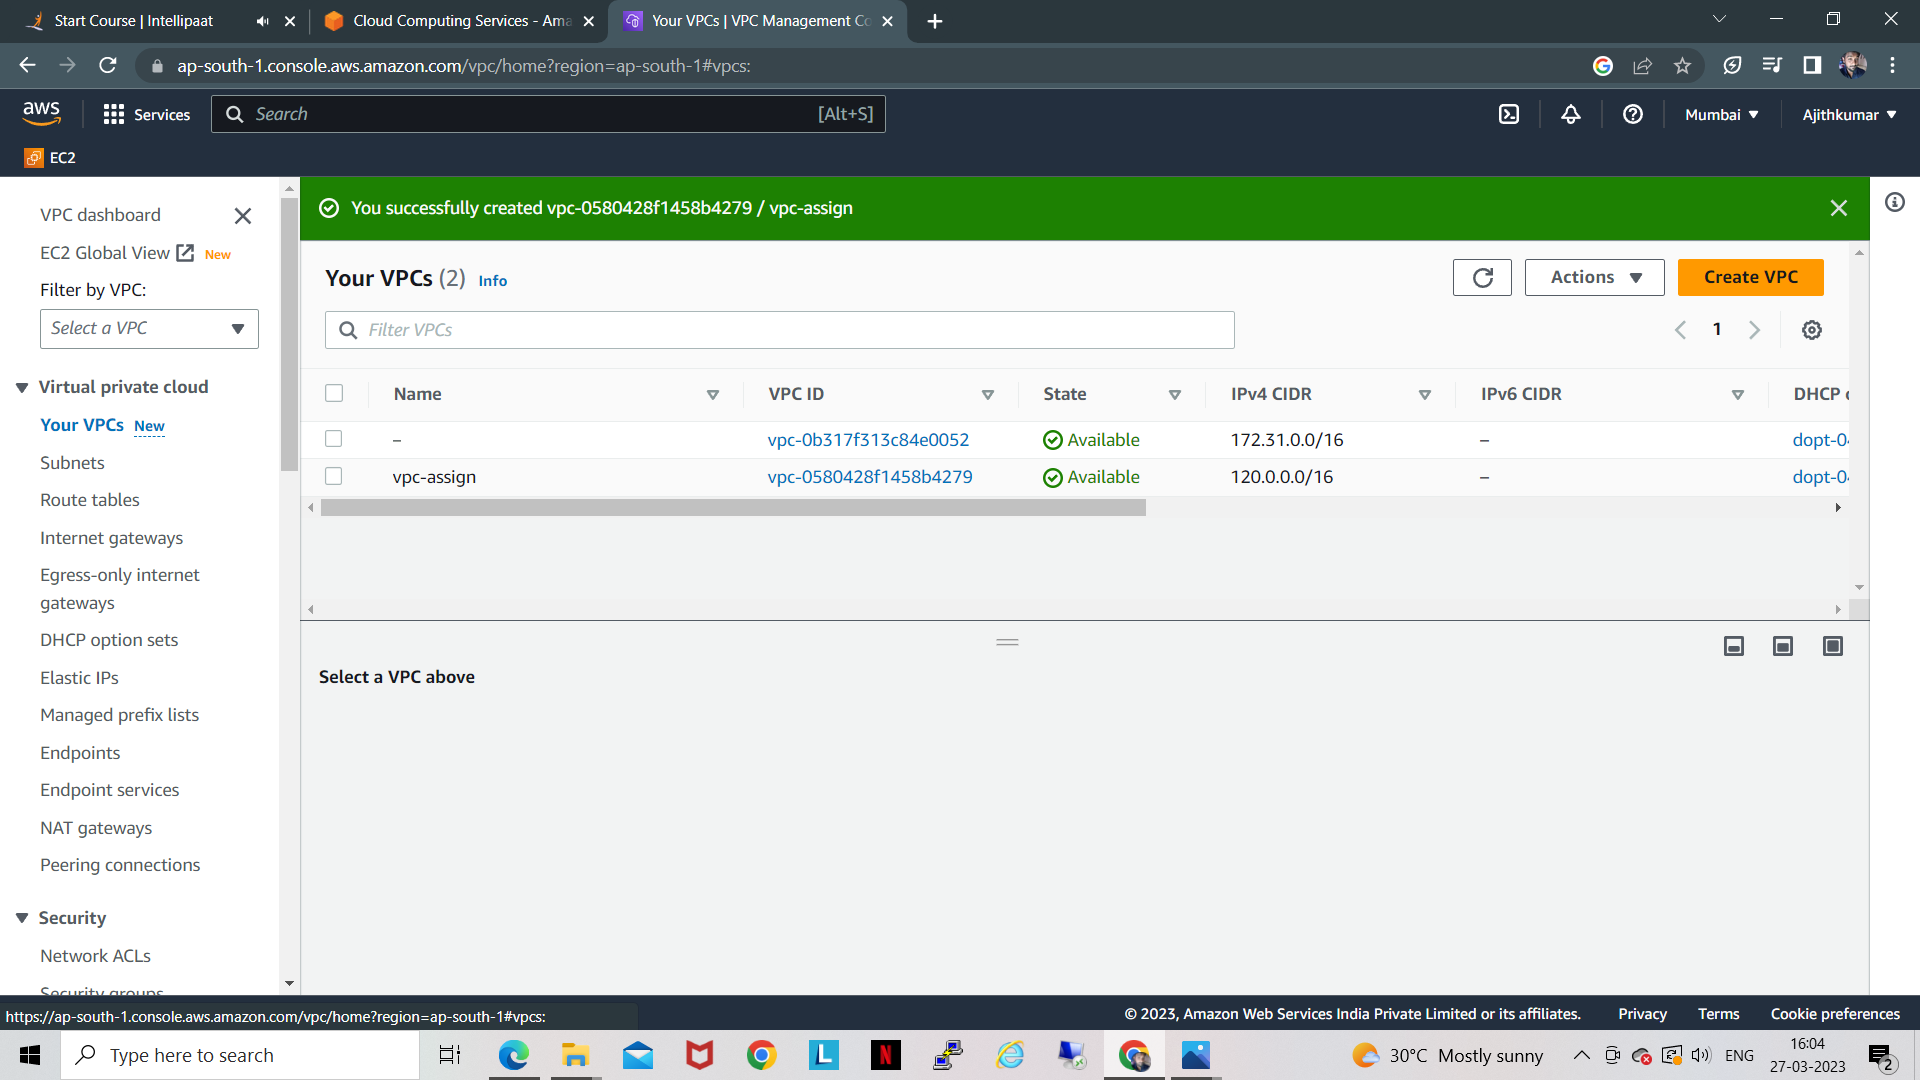 Start Course | Intellipaat
Cloud Computing Services - Ama
Your VPCs | VPC Management Co
ap-south-1.console.aws.amazon.com/vpc/home?region=ap-south-1#vpcs:
aws
Services
Search
[Alt+S]
Mumbai
Ajithkumar
EC2
VPC dashboard
EC2 Global View New
Filter by VPC:
Select a VPC
Virtual private cloud
Your VPCs New
Subnets
Route tables
Internet gateways
Egress-only internet
gateways
DHCP option sets
Elastic IPs
Managed prefix lists
Endpoints
Endpoint services
NAT gateways
Peering connections
Security
Network ACLs
Security groups
You successfully created vpc-0580428f1458b4279 / vpc-assign
Your VPCs (2) Info
Actions
Create VPC
Filter VPCs
1
Name VPC ID State IPv4 CIDR IPv6 CIDR DHCP
– vpc-0b317f313c84e0052 Available 172.31.0.0/16 – dopt-04
vpc-assign vpc-0580428f1458b4279 Available 120.0.0.0/16 – dopt-04
Select a VPC above
https://ap-south-1.console.aws.amazon.com/vpc/home?region=ap-south-1#vpcs:
© 2023, Amazon Web Services India Private Limited or its affiliates. Privacy Terms Cookie preferences
Type here to search
L
N
30°C Mostly sunny
ENG
16:04
27-03-2023
2